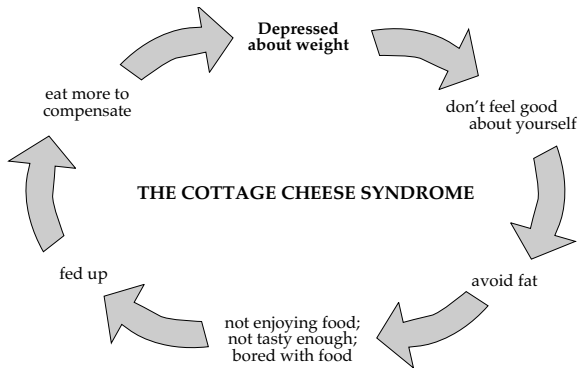 Depressed
about weight
don't feel good
about yourself
avoid fat
not enjoying food;
not tasty enough;
bored with food
fed up
eat more to
compensate
THE COTTAGE CHEESE SYNDROME